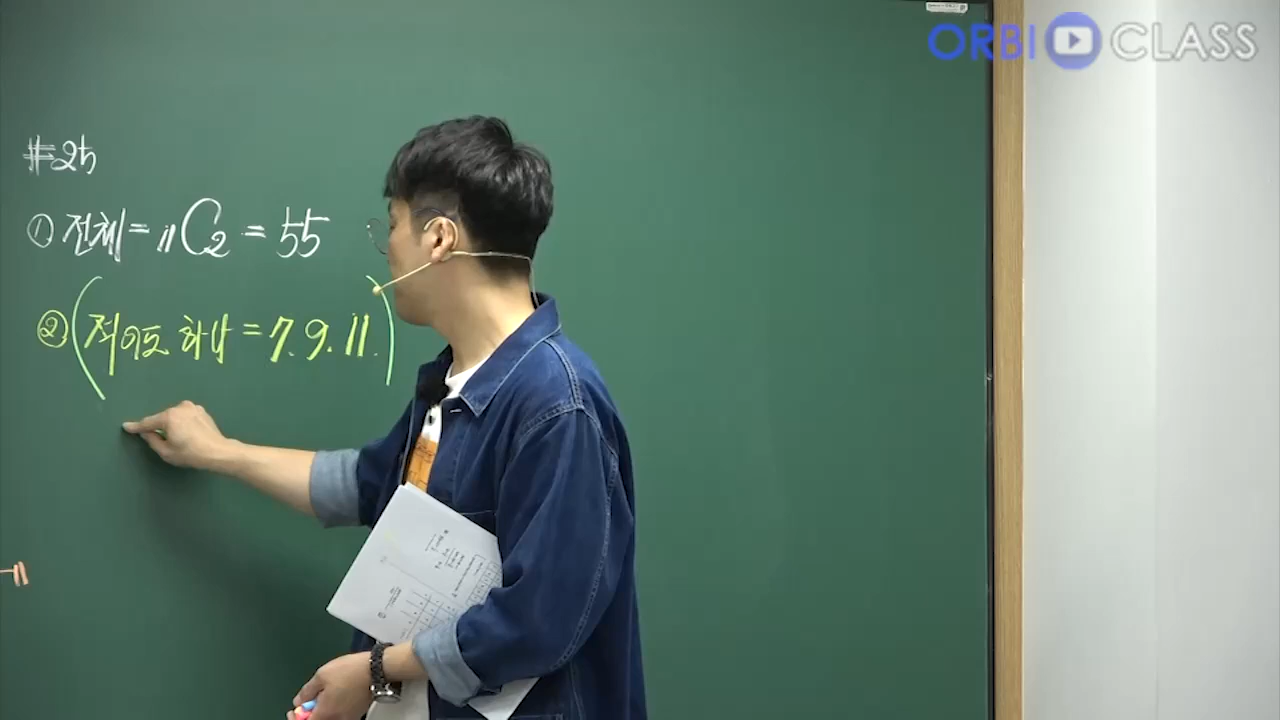 ORBI CLASS
#25
① 전체 = 11C2 = 55
② (적어도 하나 = 7. 9. 11.)